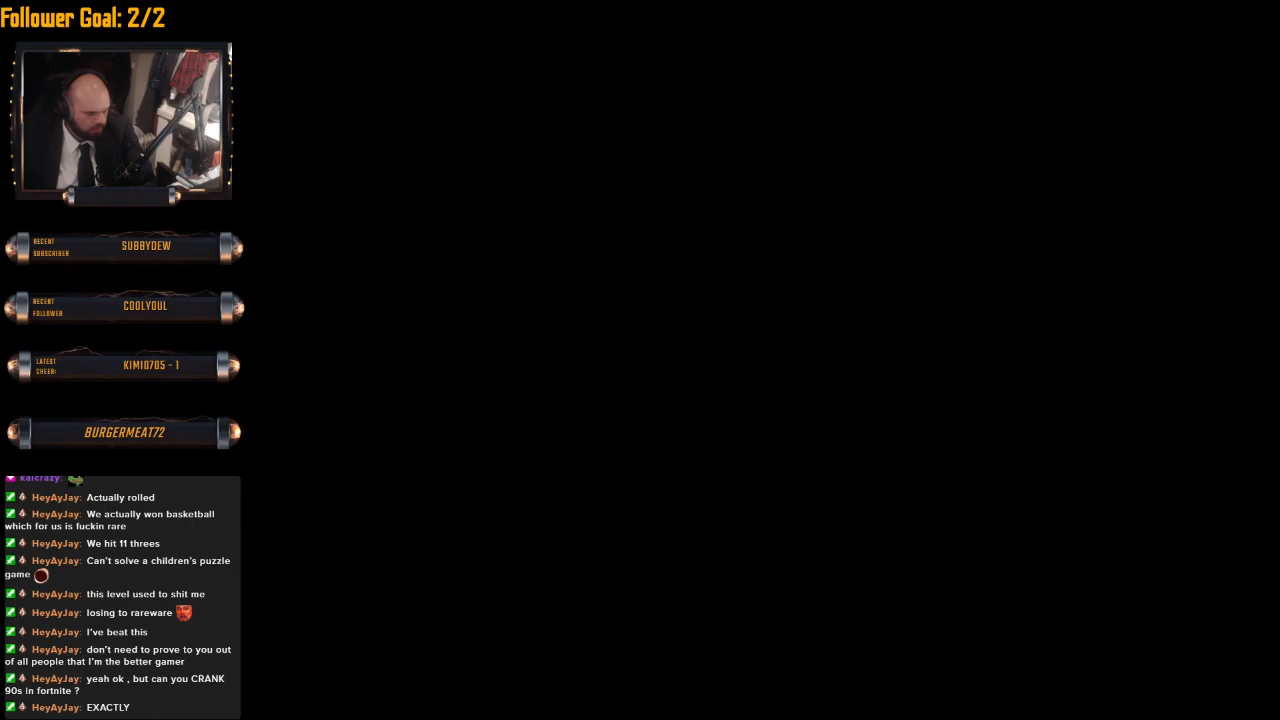 Follower Goal: 2/2
RECENT
SUBSCRIBER
SUBBYDEW
RECENT
FOLLOWER
COOLYOUL
LATEST
CHEER:
KIMI0705 - 1
BURGERMEAT72
kalcrazy:
HeyAyJay: Actually rolled
HeyAyJay: We actually won basketball
which for us is fuckin rare
HeyAyJay: We hit 11 threes
HeyAyJay: Can't solve a children's puzzle
game
HeyAyJay: this level used to shit me
HeyAyJay: losing to rareware
HeyAyJay: I've beat this
HeyAyJay: don't need to prove to you out
of all people that I'm the better gamer
HeyAyJay: yeah ok , but can you CRANK
90s in fortnite ?
HeyAyJay: EXACTLY